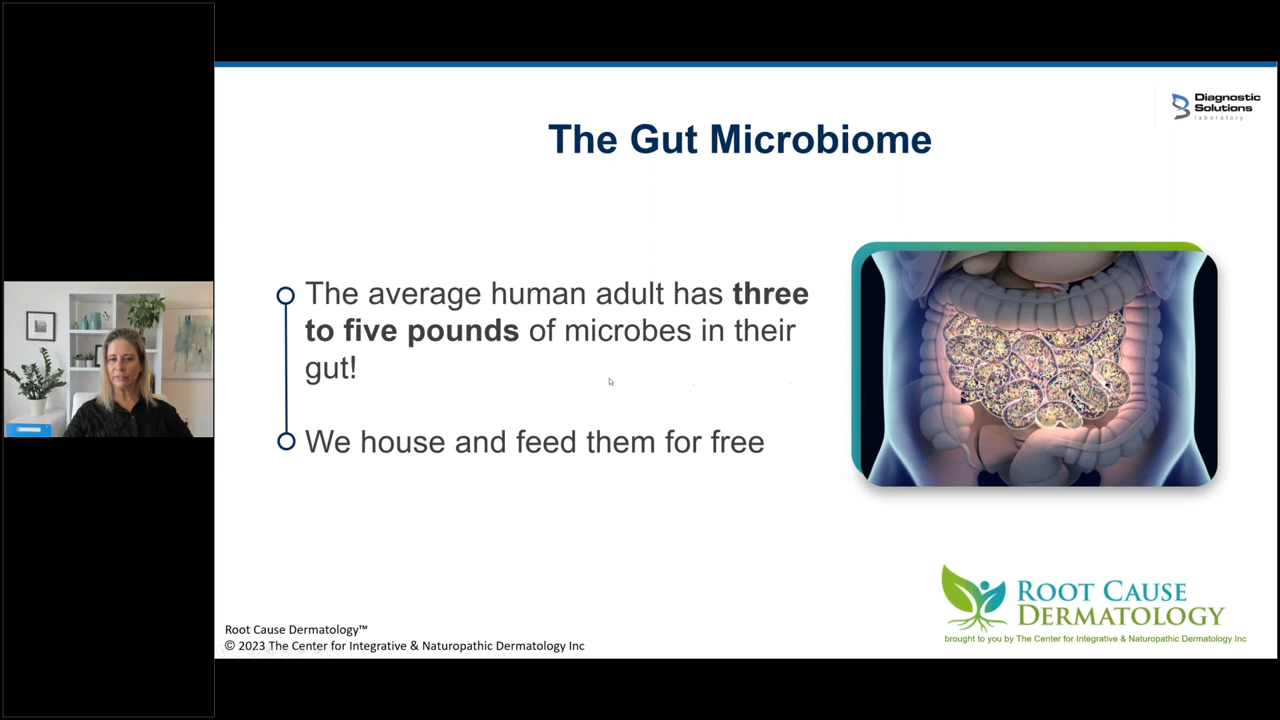 Diagnostic
Solutions
laboratory
The Gut Microbiome
The average human adult has three
to five pounds of microbes in their
gut!
We house and feed them for free
ROOT CAUSE
DERMATOLOGY
brought to you by The Center for Integrative & Naturopathic Dermatology Inc
Root Cause Dermatology™
© 2023 The Center for Integrative & Naturopathic Dermatology Inc